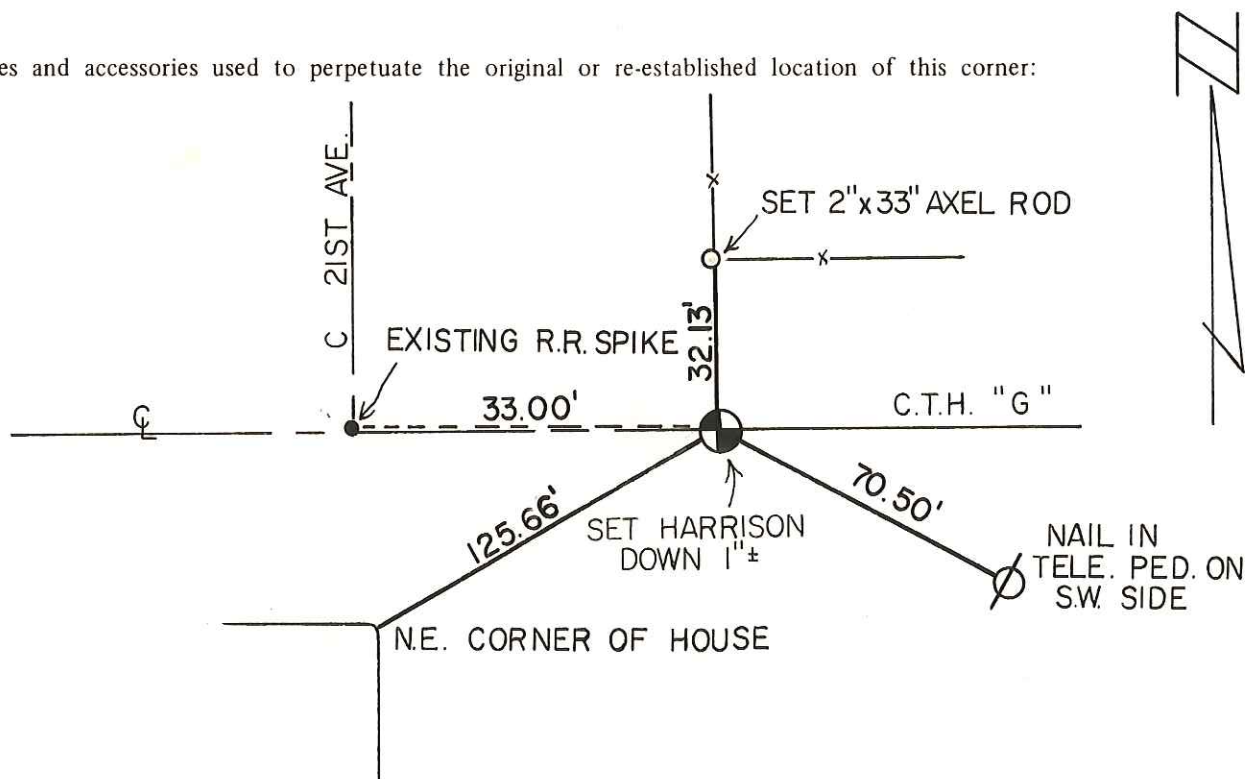 es and accessories used to perpetuate the original or re-established location of this corner:
N
C 21ST AVE.
SET 2"x33" AXEL ROD
x
x
EXISTING R.R. SPIKE
32.13'
33.00'
C.T.H. "G"
℄
125.66'
70.50'
SET HARRISON
DOWN 1"±
NAIL IN
TELE. PED. ON
S.W. SIDE
N.E. CORNER OF HOUSE